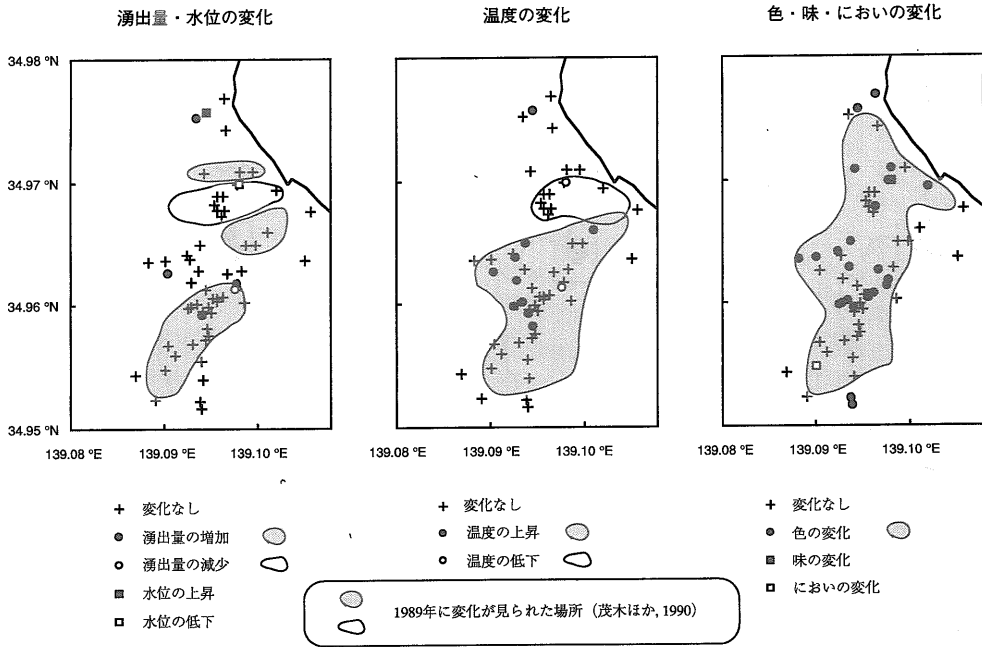 湧出量・水位の変化
温度の変化
色・味・においの変化
34.98 °N
34.97 °N
34.96 °N
34.95 °N
139.08 °E
139.09 °E
139.10 °E
139.08 °E
139.09 °E
139.10 °E
139.08 °E
139.09 °E
139.10 °E
変化なし
湧出量の増加
湧出量の減少
水位の上昇
水位の低下
変化なし
温度の上昇
温度の低下
変化なし
色の変化
味の変化
においの変化
1989年に変化が見られた場所（茂木ほか, 1990）